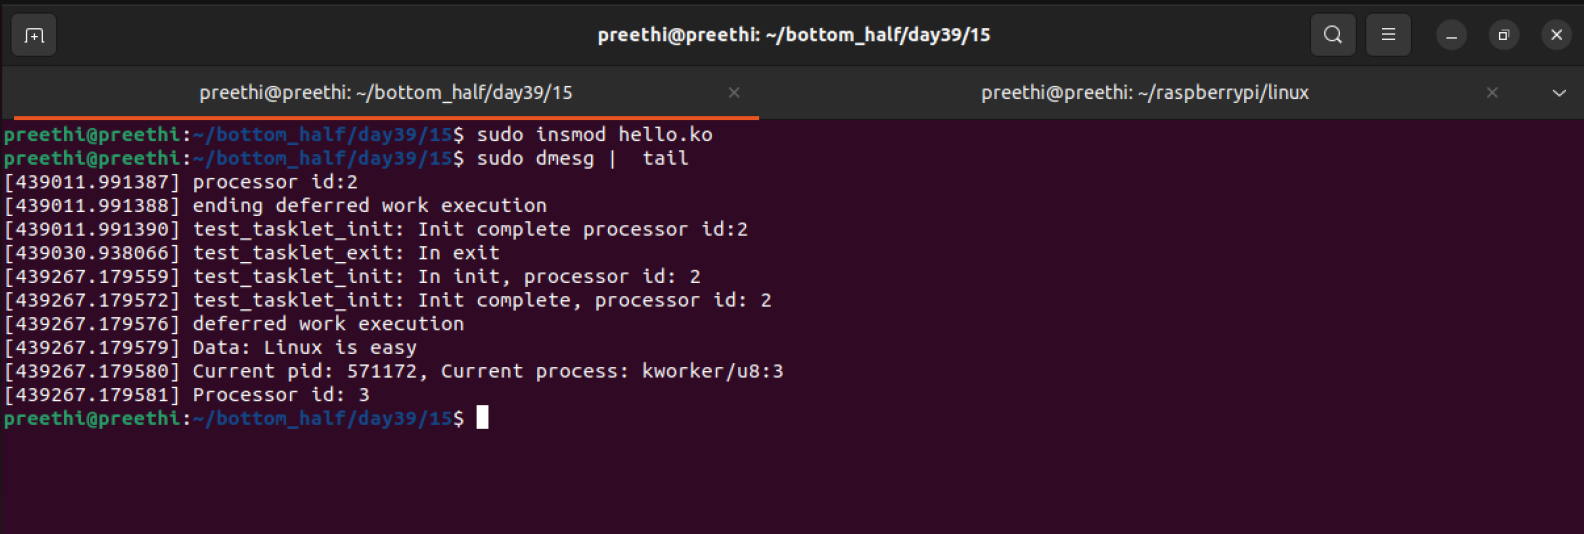 preethi@preethi: ~/bottom_half/day39/15
preethi@preethi: ~/bottom_half/day39/15
preethi@preethi: ~/raspberrypi/linux
preethi@preethi:~/bottom_half/day39/15$ sudo insmod hello.ko
preethi@preethi:~/bottom_half/day39/15$ sudo dmesg |  tail
[439011.991387] processor id:2
[439011.991388] ending deferred work execution
[439011.991390] test_tasklet_init: Init complete processor id:2
[439030.938066] test_tasklet_exit: In exit
[439267.179559] test_tasklet_init: In init, processor id: 2
[439267.179572] test_tasklet_init: Init complete, processor id: 2
[439267.179576] deferred work execution
[439267.179579] Data: Linux is easy
[439267.179580] Current pid: 571172, Current process: kworker/u8:3
[439267.179581] Processor id: 3
preethi@preethi:~/bottom_half/day39/15$